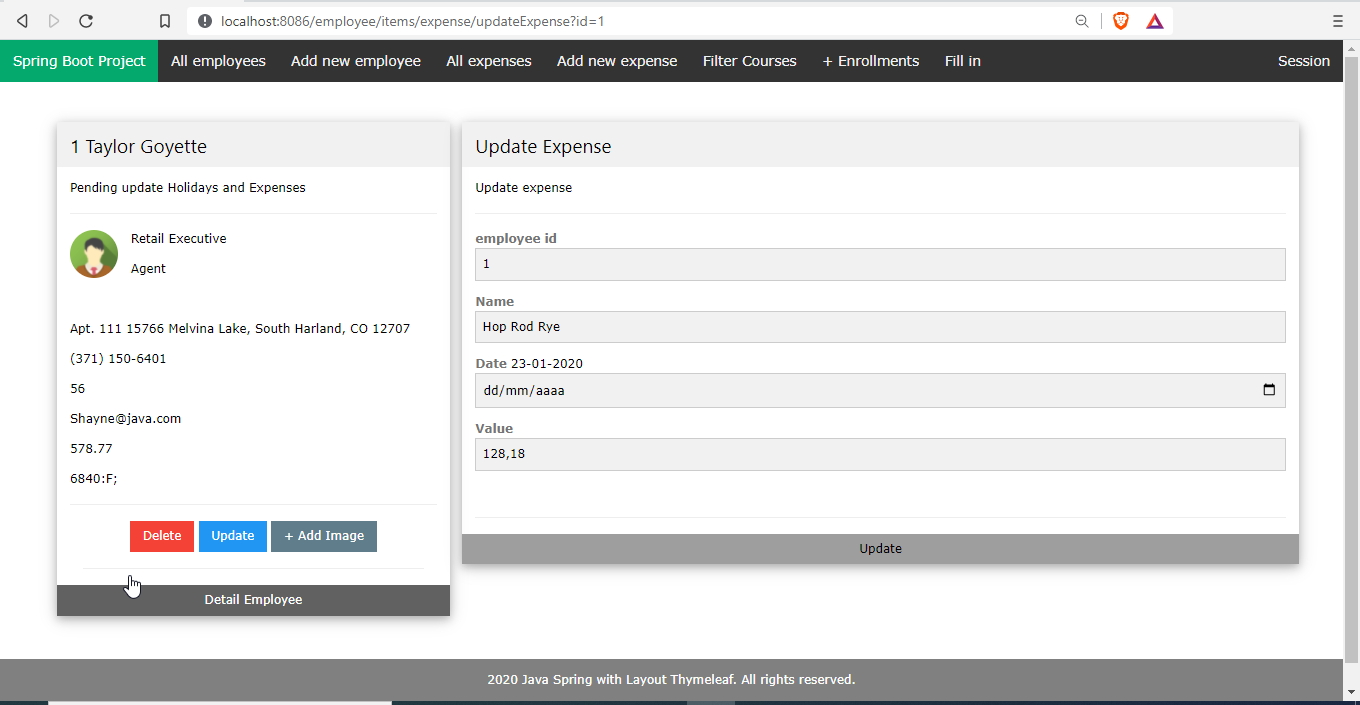 localhost:8086/employee/items/expense/updateExpense?id=1
Spring Boot Project All employees Add new employee All expenses Add new expense Filter Courses + Enrollments Fill in Session
1 Taylor Goyette
Pending update Holidays and Expenses
Retail Executive
Agent
Apt. 111 15766 Melvina Lake, South Harland, CO 12707
(371) 150-6401
56
Shayne@java.com
578.77
6840:F;
Delete Update + Add Image
Detail Employee
Update Expense
Update expense
employee id
1
Name
Hop Rod Rye
Date 23-01-2020
dd/mm/aaaa
Value
128,18
Update
2020 Java Spring with Layout Thymeleaf. All rights reserved.